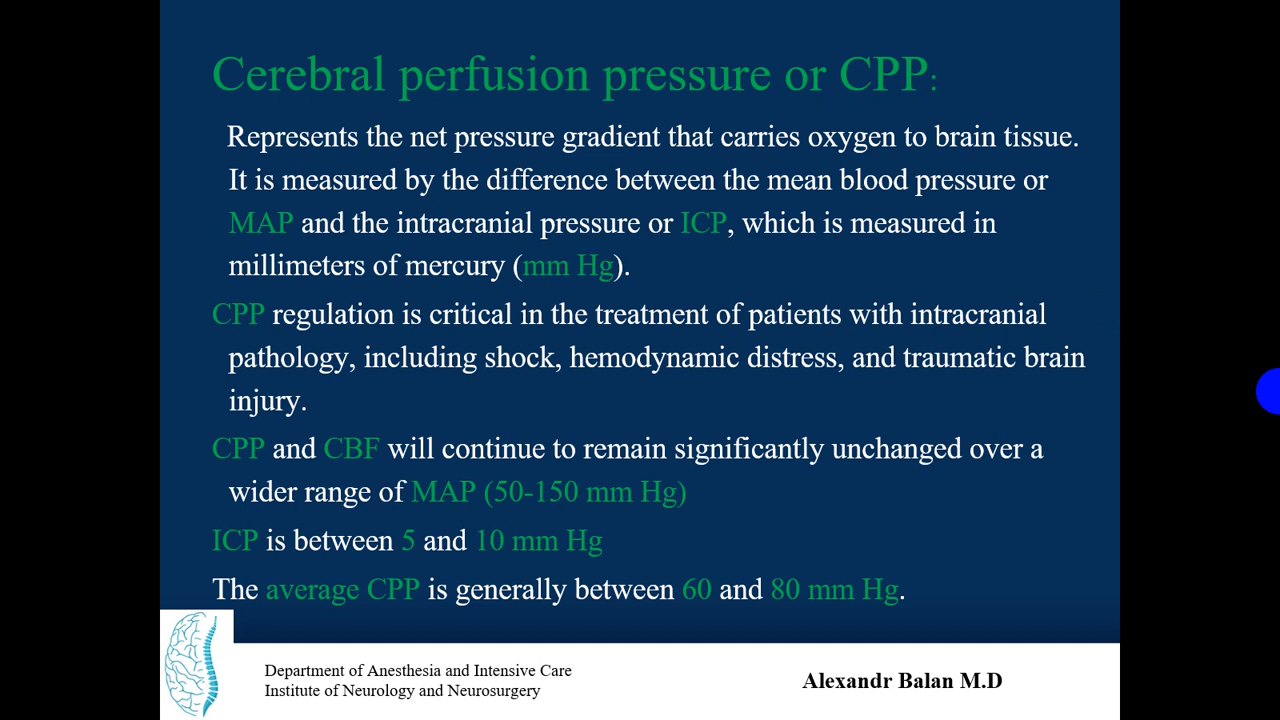 Cerebral perfusion pressure or CPP:
Represents the net pressure gradient that carries oxygen to brain tissue.
It is measured by the difference between the mean blood pressure or
MAP and the intracranial pressure or ICP, which is measured in
millimeters of mercury (mm Hg).
CPP regulation is critical in the treatment of patients with intracranial
pathology, including shock, hemodynamic distress, and traumatic brain
injury.
CPP and CBF will continue to remain significantly unchanged over a
wider range of MAP (50-150 mm Hg)
ICP is between 5 and 10 mm Hg
The average CPP is generally between 60 and 80 mm Hg.
Department of Anesthesia and Intensive Care
Institute of Neurology and Neurosurgery
Alexandr Balan M.D